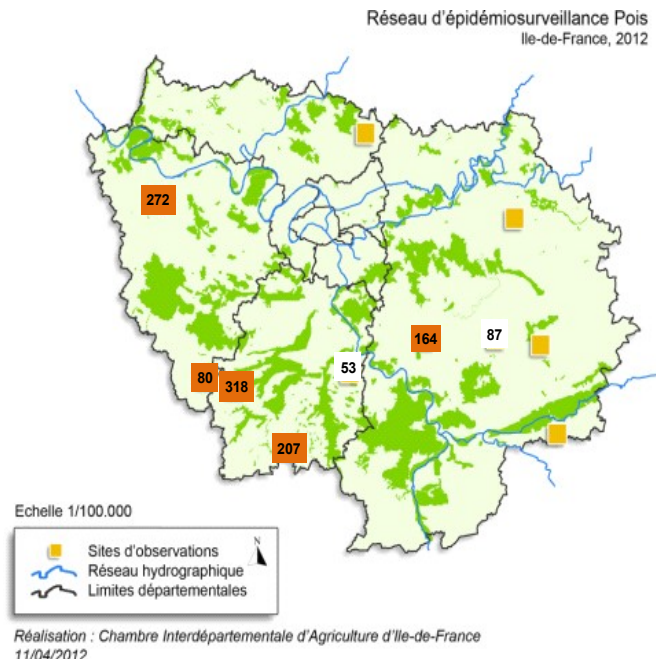 Réseau d'épidémiosurveillance Pois
Ile-de-France, 2012
272
164
87
80
318
53
207
Echelle 1/100.000
Sites d'observations
N
Réseau hydrographique
Limites départementales
Réalisation : Chambre Interdépartementale d'Agriculture d'Ile-de-France
11/04/2012